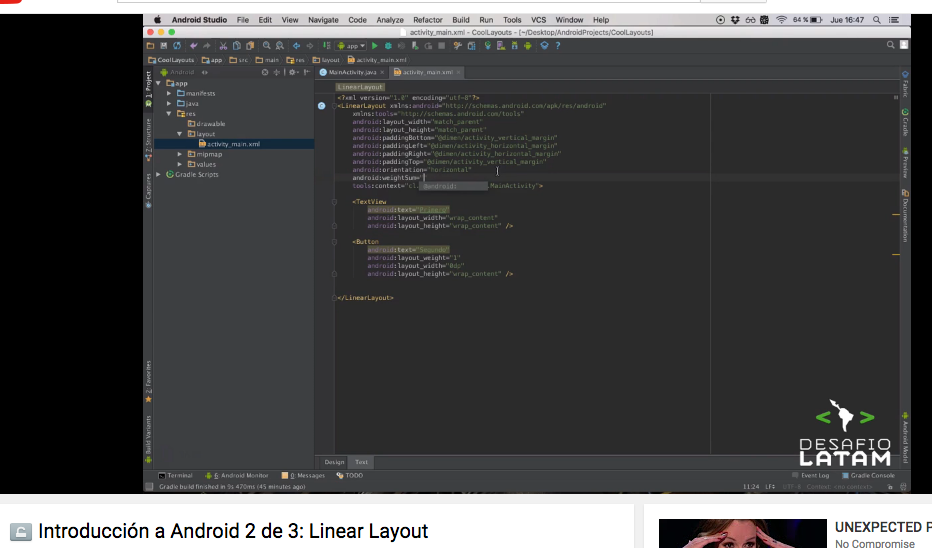 Android Studio File Edit View Navigate Code Analyze Refactor Build Run Tools VCS Window Help 64 % Jue 16:47
activity_main.xml - CoolLayouts - [~/Desktop/AndroidProjects/CoolLayouts]
app
CoolLayouts app src main res layout activity_main.xml
Android MainActivity.java activity_main.xml
1: Project
Z: Structure
Captures
2: Favorites
Build Variants
app
manifests
java
res
drawable
layout
activity_main.xml
mipmap
values
Gradle Scripts
LinearLayout
<?xml version="1.0" encoding="utf-8"?>
<LinearLayout xmlns:android="http://schemas.android.com/apk/res/android"
xmlns:tools="http://schemas.android.com/tools"
android:layout_width="match_parent"
android:layout_height="match_parent"
android:paddingBottom="@dimen/activity_vertical_margin"
android:paddingLeft="@dimen/activity_horizontal_margin"
android:paddingRight="@dimen/activity_horizontal_margin"
android:paddingTop="@dimen/activity_vertical_margin"
android:orientation="horizontal"
android:weightSum="
tools:context="cl. @android: .MainActivity">
<TextView
android:text="Primero"
android:layout_width="wrap_content"
android:layout_height="wrap_content" />
<Button
android:text="Segundo"
android:layout_weight="1"
android:layout_width="0dp"
android:layout_height="wrap_content" />
</LinearLayout>
Fabric
Gradle
Preview
Documentation
Android Model
DESAFIO
LATAM
Design Text
Terminal 6: Android Monitor 0: Messages TODO Event Log Gradle Console
Gradle build finished in 9s 470ms (45 minutes ago) 11:24 LF÷ UTF-8 Context: <no context>
Introducción a Android 2 de 3: Linear Layout
UNEXPECTED
No Compromise